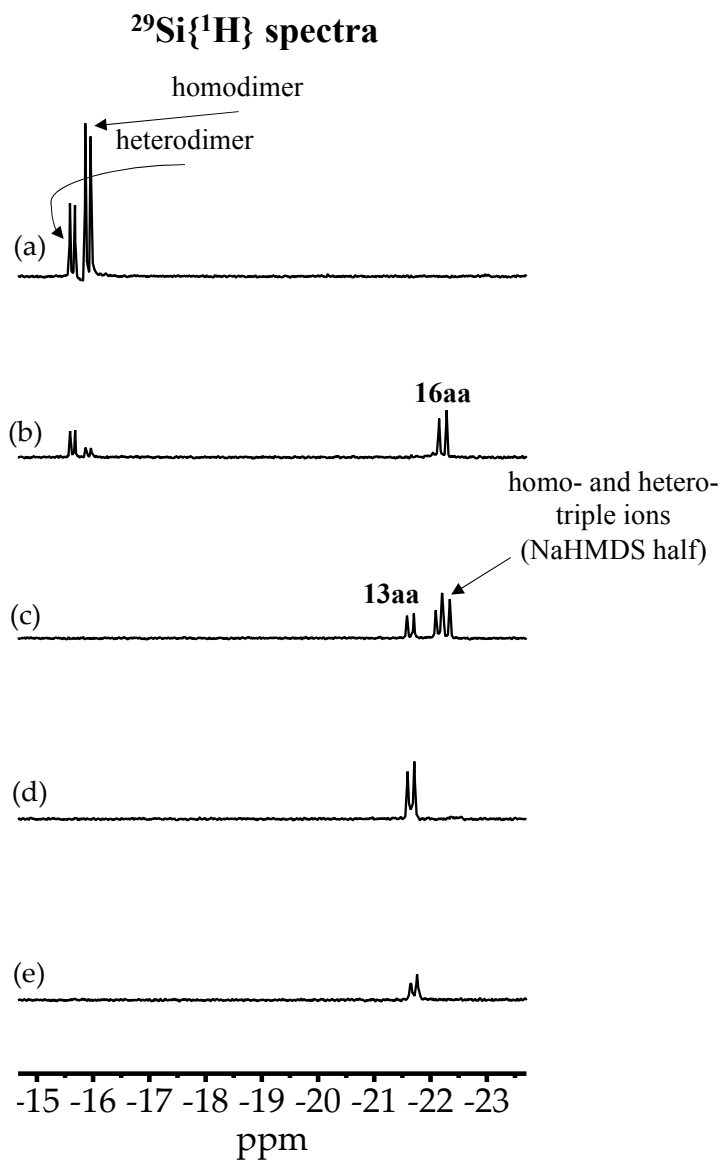 ²⁹Si{¹H} spectra
homodimer
heterodimer
(a)
16aa
(b)
homo- and hetero-
triple ions
(NaHMDS half)
13aa
(c)
(d)
(e)
-15 -16 -17 -18 -19 -20 -21 -22 -23
ppm